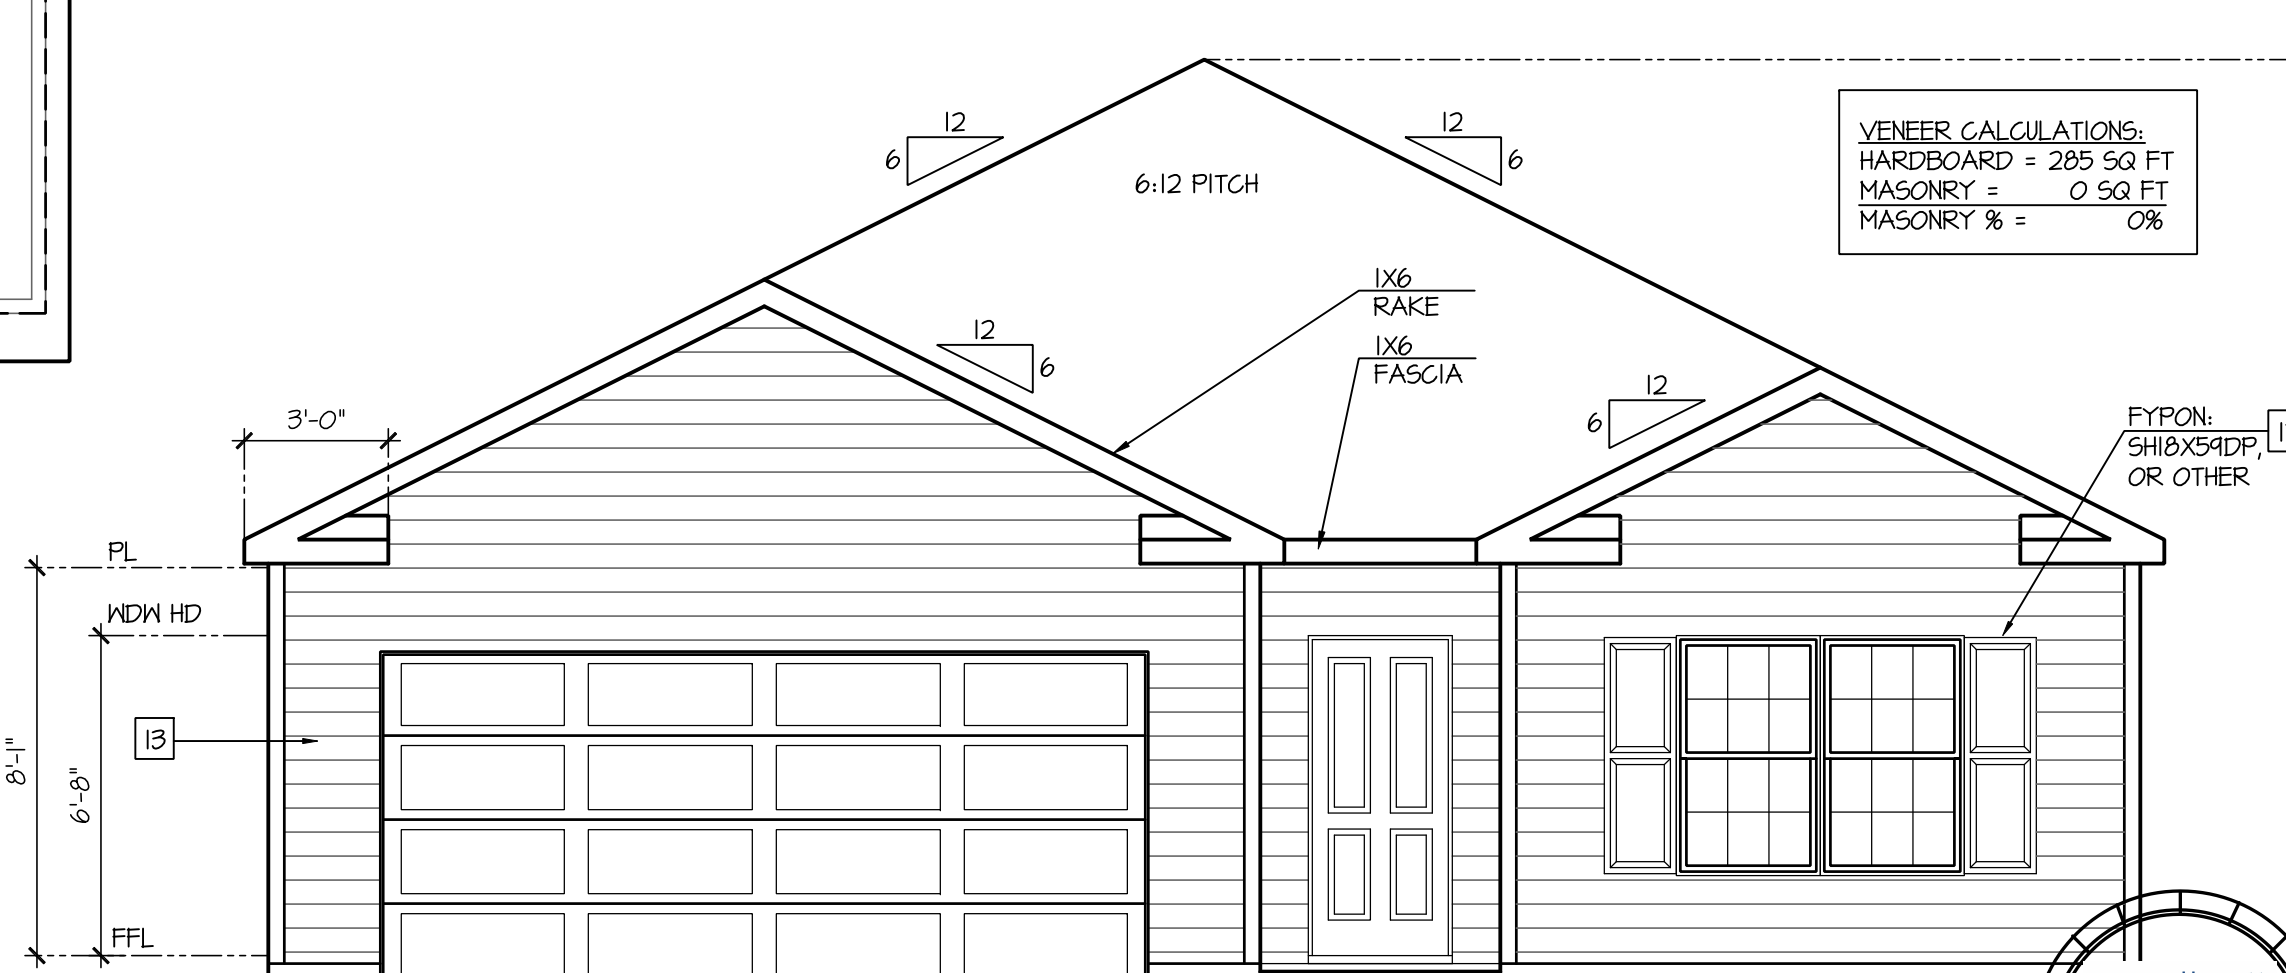 12
6
12
6
6:12 PITCH
VENEER CALCULATIONS:
HARDBOARD = 285 SQ FT
MASONRY = 0 SQ FT
MASONRY % = 0%
1X6
RAKE
1X6
FASCIA
12
6
12
6
3'-0"
FYPON:
SH18X59DP,
OR OTHER
PL
WDW HD
13
8'-1"
6'-8"
FFL